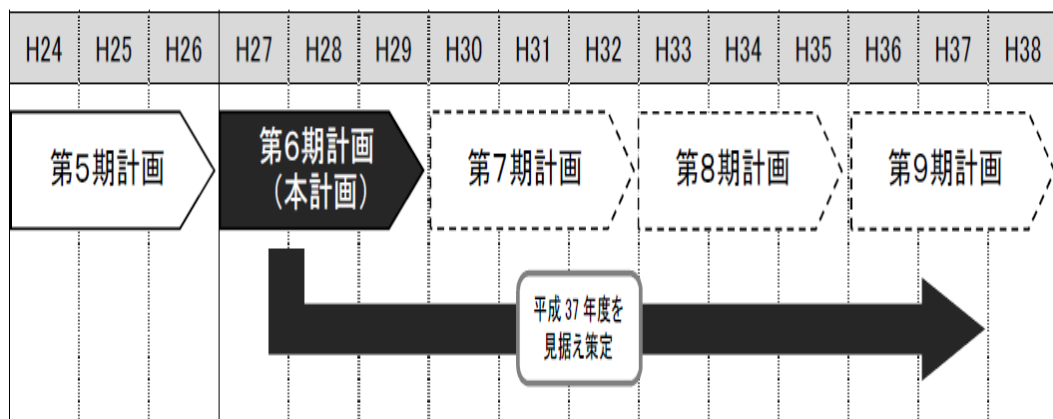 H24 H25 H26 H27 H28 H29 H30 H31 H32 H33 H34 H35 H36 H37 H38
第5期計画
第6期計画
(本計画)
第7期計画
第8期計画
第9期計画
平成37年度を
見据え策定